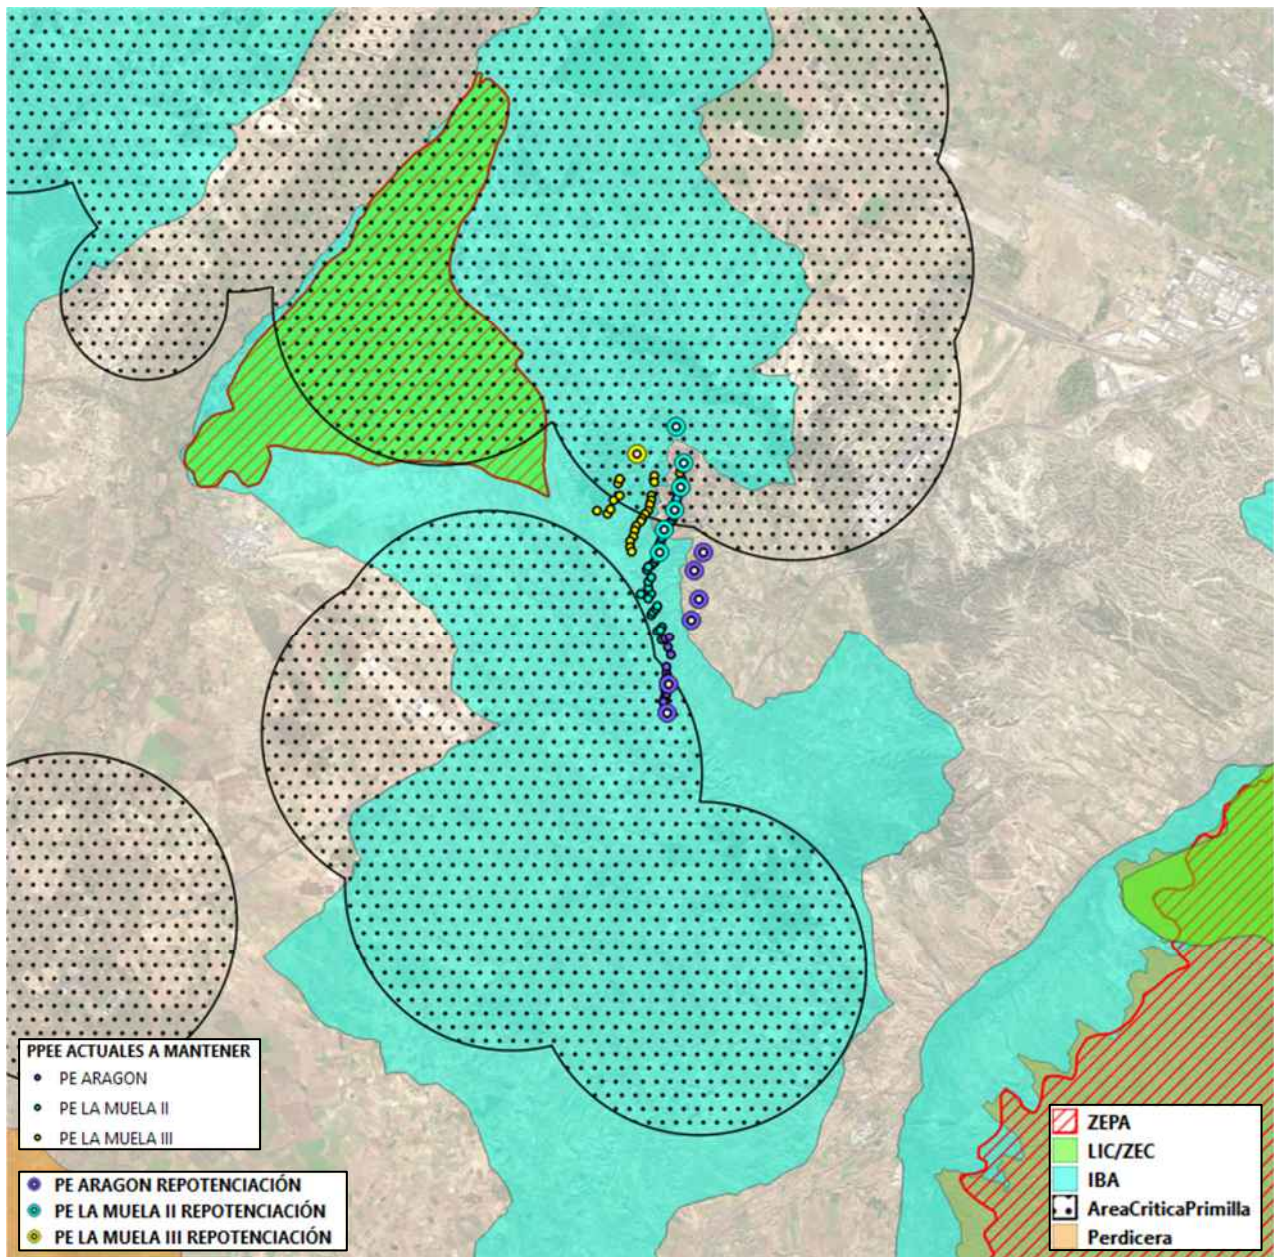 PPEE ACTUALES A MANTENER
PE ARAGON
PE LA MUELA II
PE LA MUELA III
PE ARAGON REPOTENCIACIÓN
PE LA MUELA II REPOTENCIACIÓN
PE LA MUELA III REPOTENCIACIÓN
ZEPA
LIC/ZEC
IBA
AreaCriticaPrimilla
Perdicera